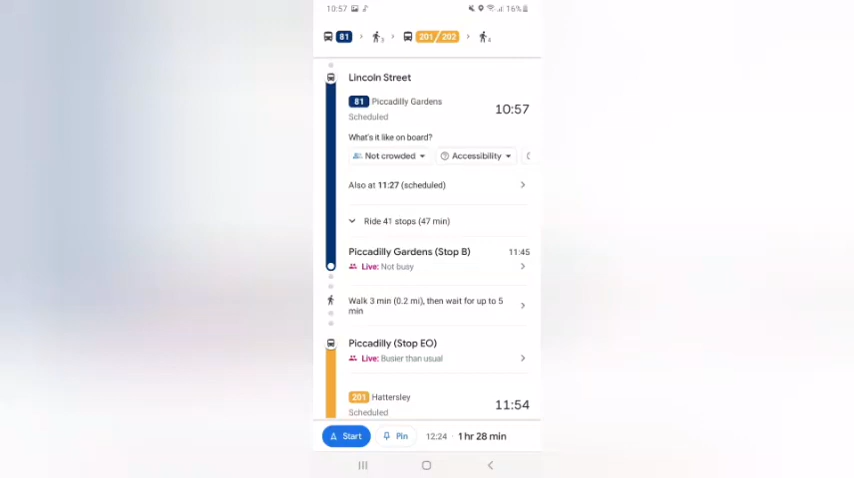 10:57 16%
81 › 3 › 201/202 › 4
Lincoln Street
81 Piccadilly Gardens
10:57
Scheduled
What's it like on board?
Not crowded Accessibility
Also at 11:27 (scheduled)
Ride 41 stops (47 min)
Piccadilly Gardens (Stop B) 11:45
Live: Not busy
Walk 3 min (0.2 mi), then wait for up to 5
min
Piccadilly (Stop EO)
Live: Busier than usual
201 Hattersley
11:54
Scheduled
Start Pin 12:24 · 1 hr 28 min